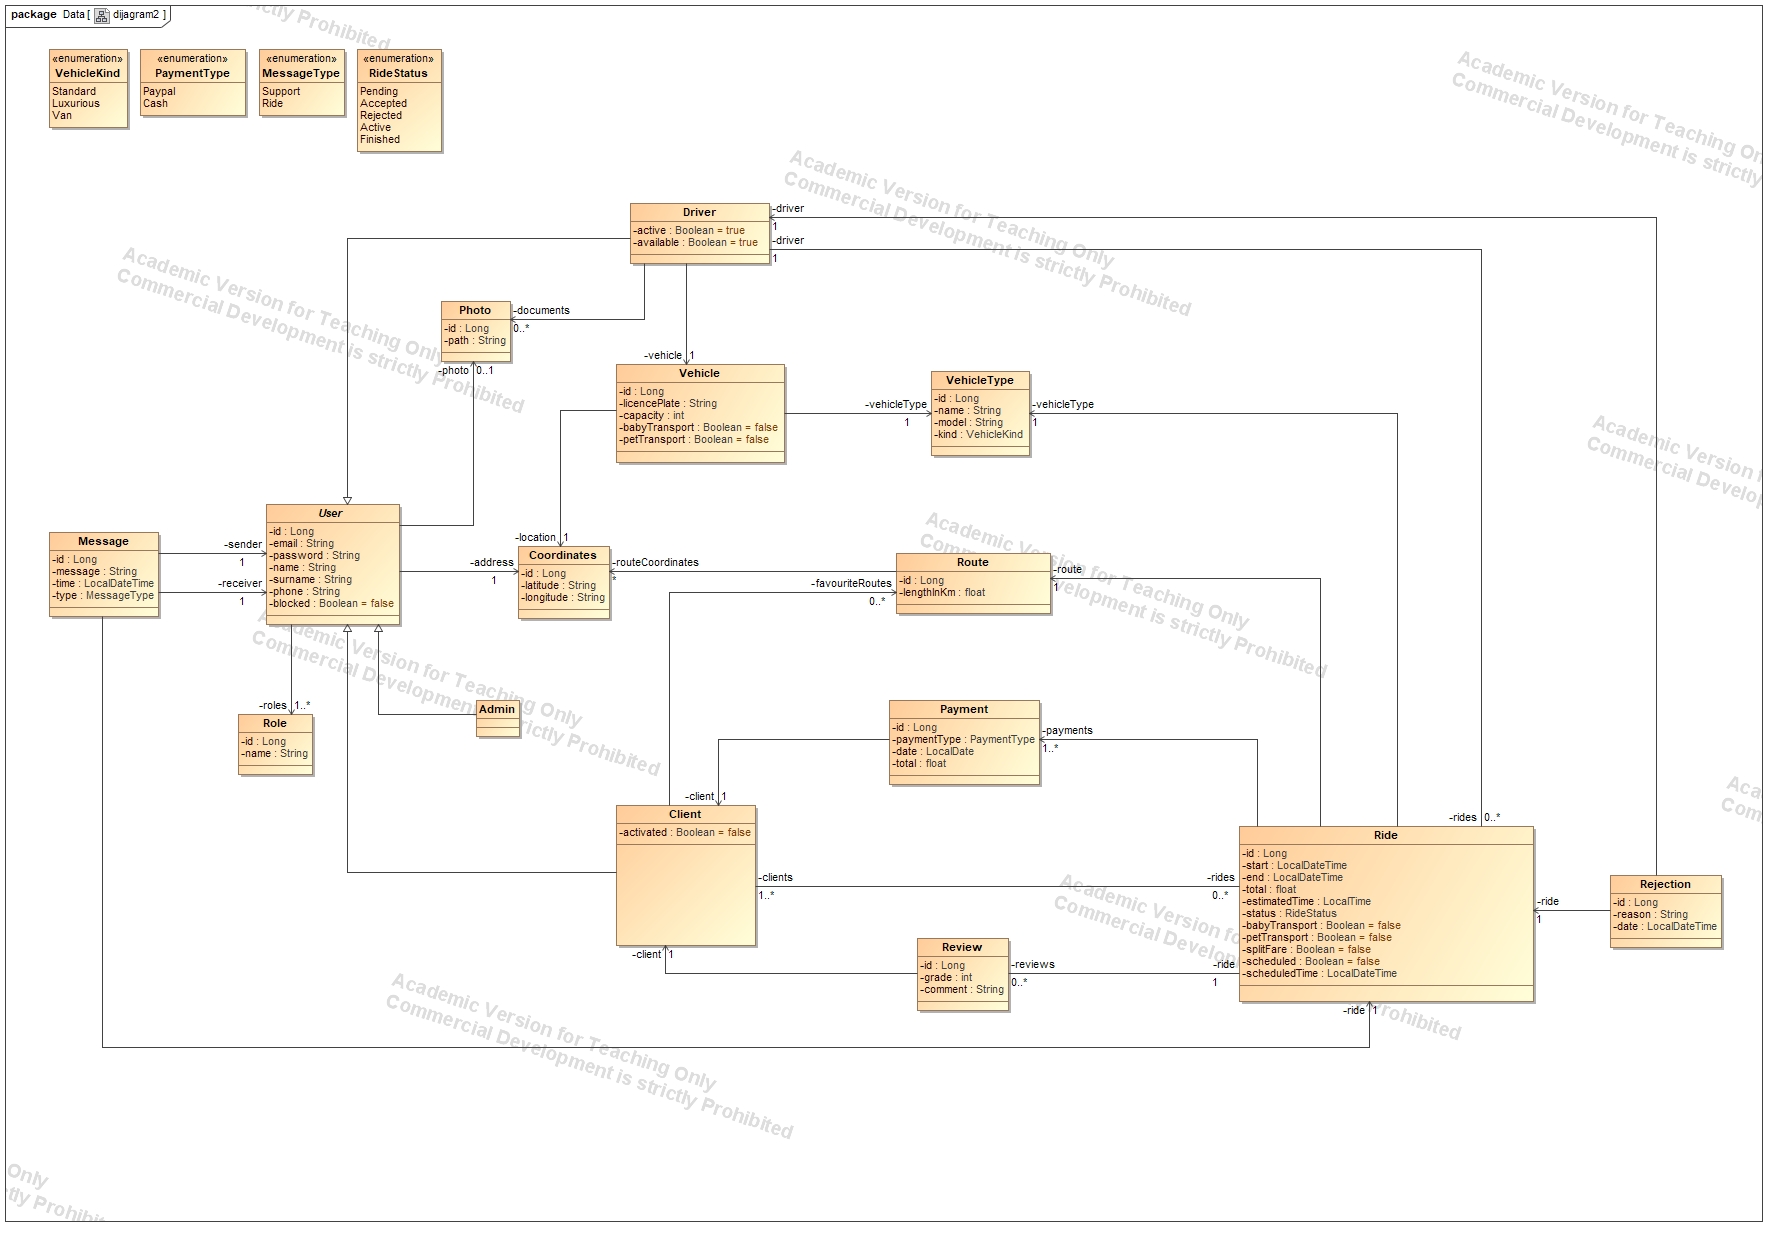 package Data [ dijagram2 ]
«enumeration»
VehicleKind
Standard
Luxurious
Van
«enumeration»
PaymentType
Paypal
Cash
«enumeration»
MessageType
Support
Ride
«enumeration»
RideStatus
Pending
Accepted
Rejected
Active
Finished
Driver
-active : Boolean = true
-available : Boolean = true
-driver
1
-driver
1
Photo
-id : Long
-path : String
-documents
0..*
-photo 0..1
-vehicle 1
Vehicle
-id : Long
-licencePlate : String
-capacity : int
-babyTransport : Boolean = false
-petTransport : Boolean = false
-vehicleType
1
VehicleType
-id : Long
-name : String
-model : String
-kind : VehicleKind
-vehicleType
1
Message
-id : Long
-message : String
-time : LocalDateTime
-type : MessageType
-sender
1
-receiver
1
User
-id : Long
-email : String
-password : String
-name : String
-surname : String
-phone : String
-blocked : Boolean = false
-address
1
-location 1
Coordinates
-id : Long
-latitude : String
-longitude : String
-routeCoordinates
*
-favouriteRoutes
0..*
Route
-id : Long
-lengthInKm : float
-route
1
-roles 1..*
Role
-id : Long
-name : String
Admin
Payment
-id : Long
-paymentType : PaymentType
-date : LocalDate
-total : float
-payments
1..*
-client 1
Client
-activated : Boolean = false
-clients
1..*
-rides
0..*
-client 1
Review
-id : Long
-grade : int
-comment : String
-reviews
0..*
-ride
1
-rides 0..*
Ride
-id : Long
-start : LocalDateTime
-end : LocalDateTime
-total : float
-estimatedTime : LocalTime
-status : RideStatus
-babyTransport : Boolean = false
-petTransport : Boolean = false
-splitFare : Boolean = false
-scheduled : Boolean = false
-scheduledTime : LocalDateTime
-ride 1
-ride
1
Rejection
-id : Long
-reason : String
-date : LocalDateTime
Academic Version for Teaching Only
Commercial Development is strictly Prohibited